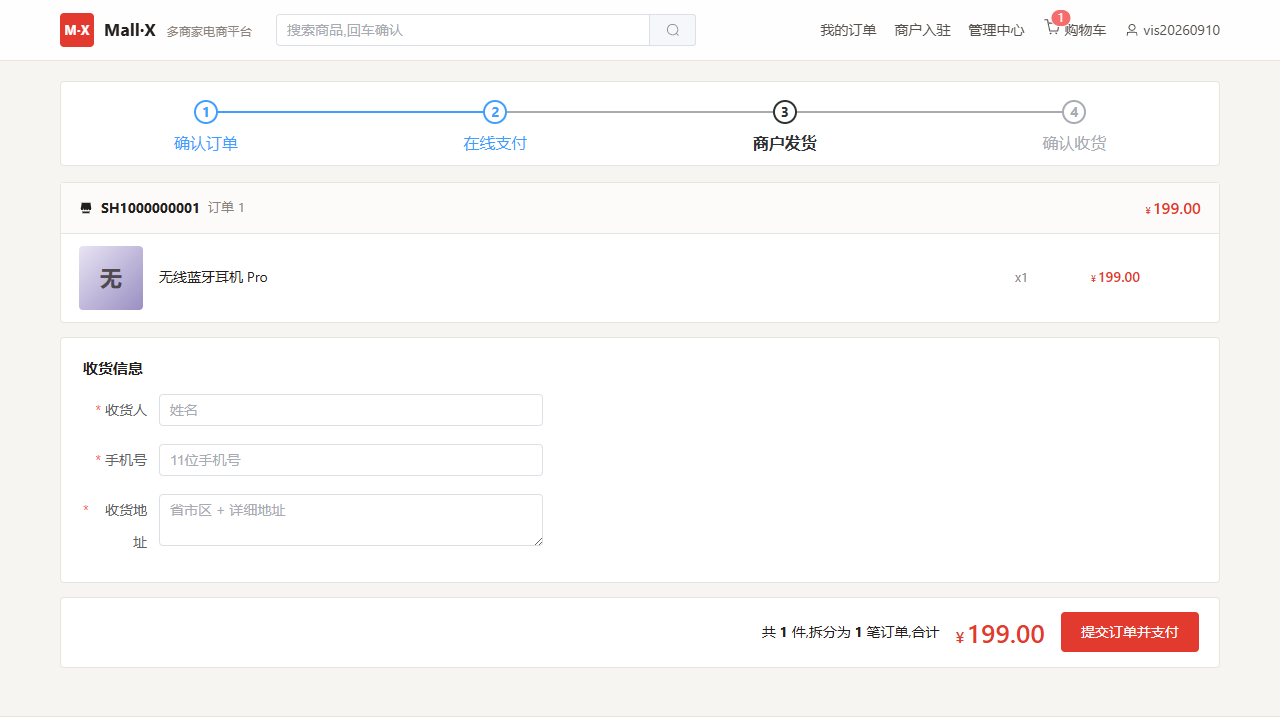 M·X Mall·X 多商家电商平台 搜索商品,回车确认 我的订单 商户入驻 管理中心 1 购物车 vis20260910
1 2 3 4
确认订单 在线支付 商户发货 确认收货
SH1000000001 订单 1 ¥199.00
无 无线蓝牙耳机 Pro x1 ¥199.00
收货信息
* 收货人 姓名
* 手机号 11位手机号
* 收货地 省市区 + 详细地址
址
共 1 件,拆分为 1 笔订单,合计 ¥199.00 提交订单并支付